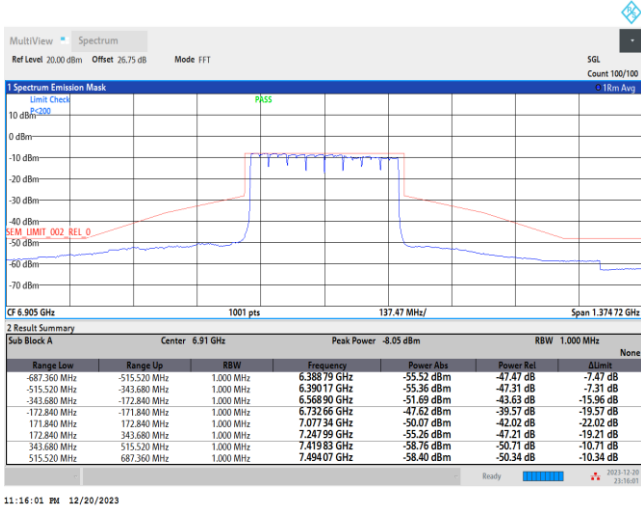 MultiView Spectrum
Ref Level 20.00 dBm Offset 26.75 dB Mode FFT SGL
Count 100/100
1 Spectrum Emission Mask 1Rm Avg
Limit Check PASS
P<200
10 dBm
0 dBm
-10 dBm
-20 dBm
-30 dBm
-40 dBm
SEM_LIMIT_002_REL_0
-50 dBm
-60 dBm
-70 dBm
CF 6.905 GHz 1001 pts 137.47 MHz/ Span 1.374 72 GHz
2 Result Summary
Sub Block A Center 6.91 GHz Peak Power -8.05 dBm RBW 1.000 MHz
None
Range Low Range Up RBW Frequency Power Abs Power Rel ΔLimit
-687.360 MHz -515.520 MHz 1.000 MHz 6.388 79 GHz -55.52 dBm -47.47 dB -7.47 dB
-515.520 MHz -343.680 MHz 1.000 MHz 6.390 17 GHz -55.36 dBm -47.31 dB -7.31 dB
-343.680 MHz -172.840 MHz 1.000 MHz 6.568 90 GHz -51.69 dBm -43.63 dB -15.96 dB
-172.840 MHz -171.840 MHz 1.000 MHz 6.732 66 GHz -47.62 dBm -39.57 dB -19.57 dB
171.840 MHz 172.840 MHz 1.000 MHz 7.077 34 GHz -50.07 dBm -42.02 dB -22.02 dB
172.840 MHz 343.680 MHz 1.000 MHz 7.247 99 GHz -55.26 dBm -47.21 dB -19.21 dB
343.680 MHz 515.520 MHz 1.000 MHz 7.419 83 GHz -58.76 dBm -50.71 dB -10.71 dB
515.520 MHz 687.360 MHz 1.000 MHz 7.494 07 GHz -58.40 dBm -50.34 dB -10.34 dB
Ready 2023-12-20
23:16:01
11:16:01 PM 12/20/2023